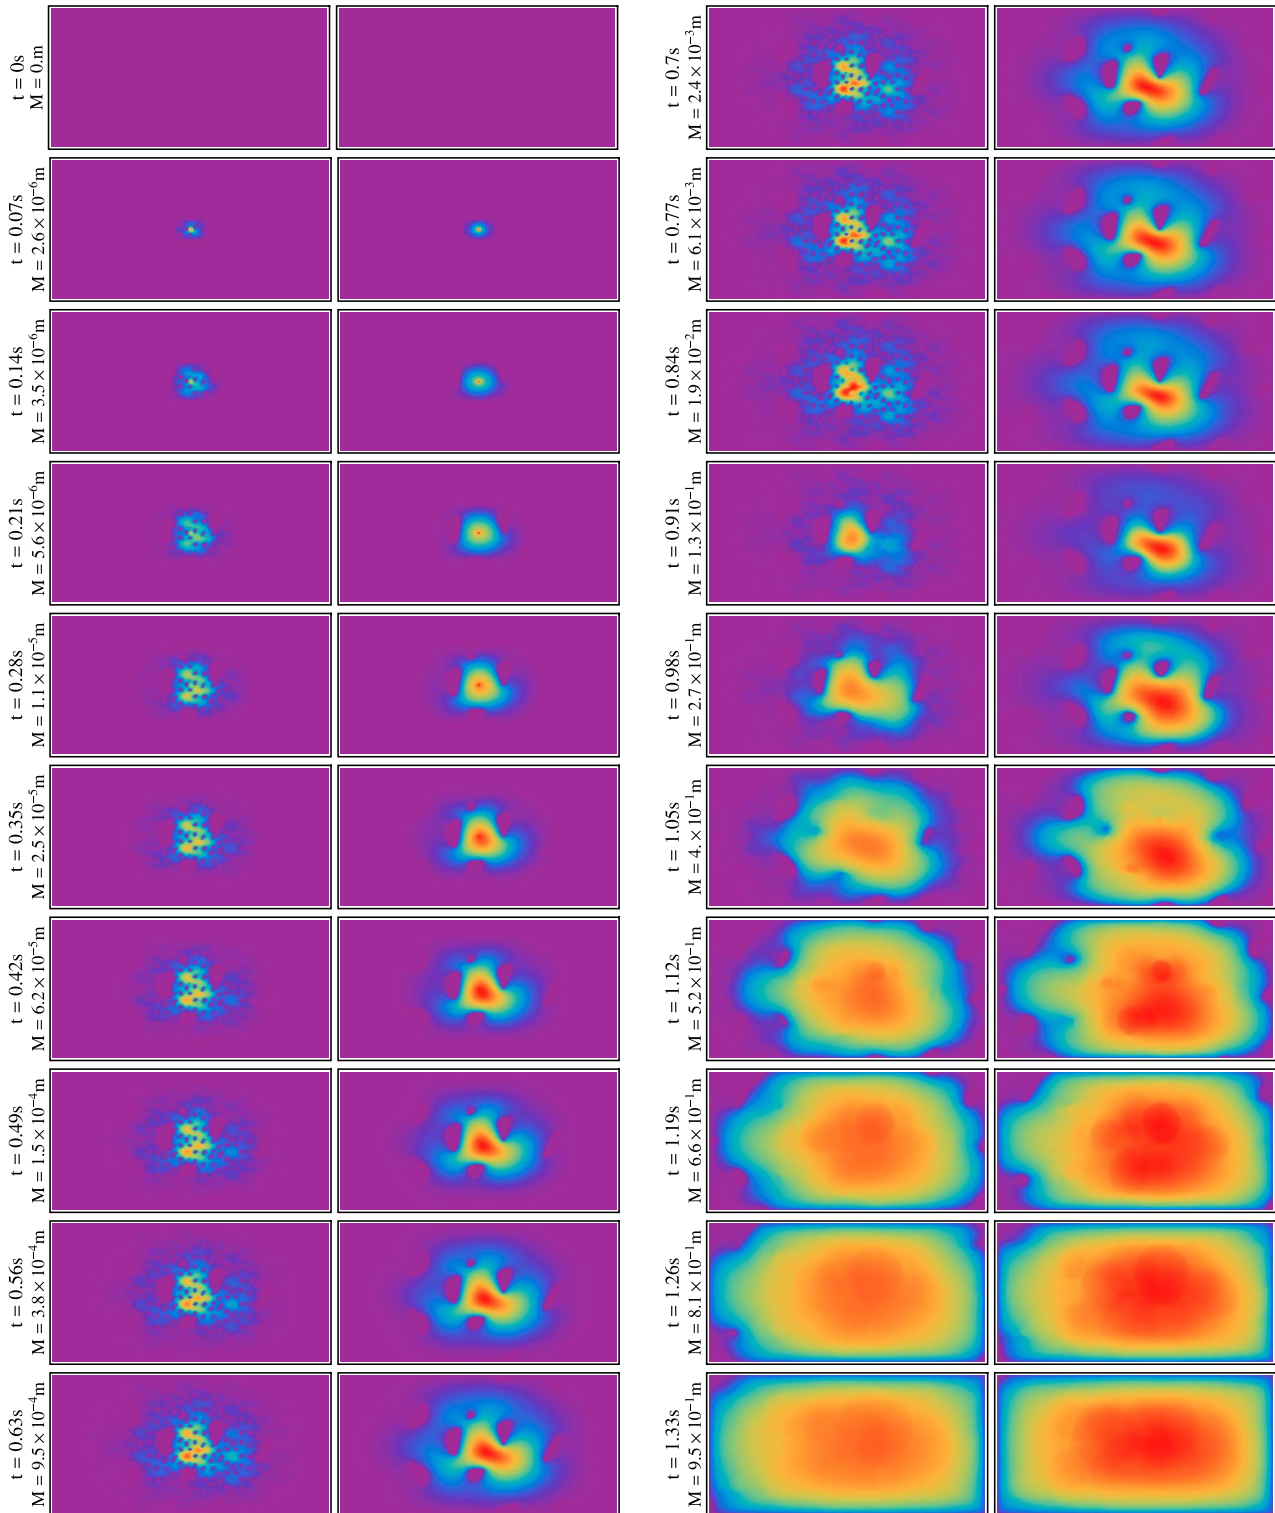 t = 0s
M = 0.m
t = 0.07s
M = 2.6×10⁻⁶m
t = 0.14s
M = 3.5×10⁻⁶m
t = 0.21s
M = 5.6×10⁻⁶m
t = 0.28s
M = 1.1×10⁻⁵m
t = 0.35s
M = 2.5×10⁻⁵m
t = 0.42s
M = 6.2×10⁻⁵m
t = 0.49s
M = 1.5×10⁻⁴m
t = 0.56s
M = 3.8×10⁻⁴m
t = 0.63s
M = 9.5×10⁻⁴m
t = 0.7s
M = 2.4×10⁻³m
t = 0.77s
M = 6.1×10⁻³m
t = 0.84s
M = 1.9×10⁻²m
t = 0.91s
M = 1.3×10⁻¹m
t = 0.98s
M = 2.7×10⁻¹m
t = 1.05s
M = 4.×10⁻¹m
t = 1.12s
M = 5.2×10⁻¹m
t = 1.19s
M = 6.6×10⁻¹m
t = 1.26s
M = 8.1×10⁻¹m
t = 1.33s
M = 9.5×10⁻¹m